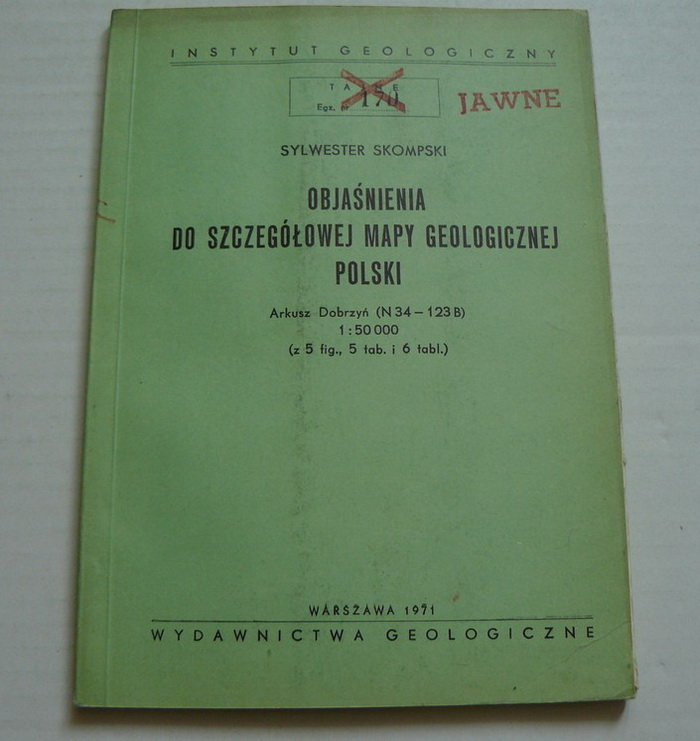 INSTYTUT GEOLOGICZNY
TAJNE
Egz. nr 170
JAWNE
SYLWESTER SKOMPSKI
OBJAŚNIENIA
DO SZCZEGÓŁOWEJ MAPY GEOLOGICZNEJ
POLSKI
Arkusz Dobrzyń (N 34 – 123 B)
1 : 50 000
(z 5 fig., 5 tab. i 6 tabl.)
WARSZAWA 1971
WYDAWNICTWA GEOLOGICZNE